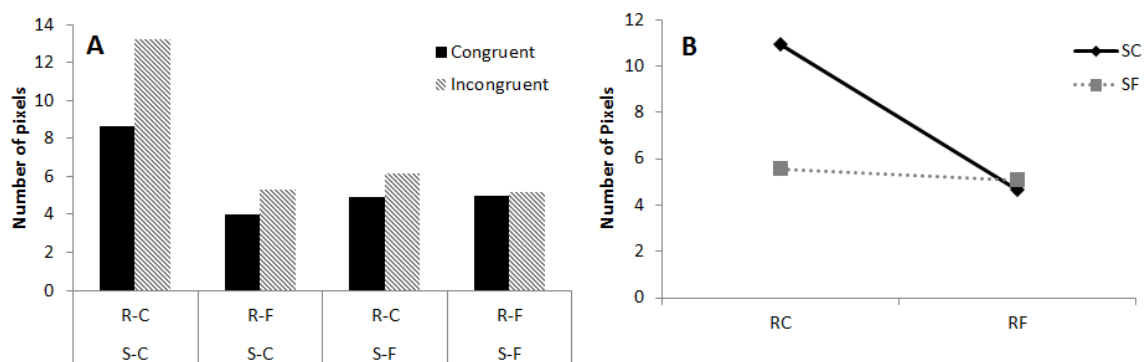 A
Number of pixels
14
12
10
8
6
4
2
0
Congruent
Incongruent
R-C R-F R-C R-F
S-C S-C S-F S-F
B
Number of Pixels
12
10
8
6
4
2
0
SC
SF
RC RF